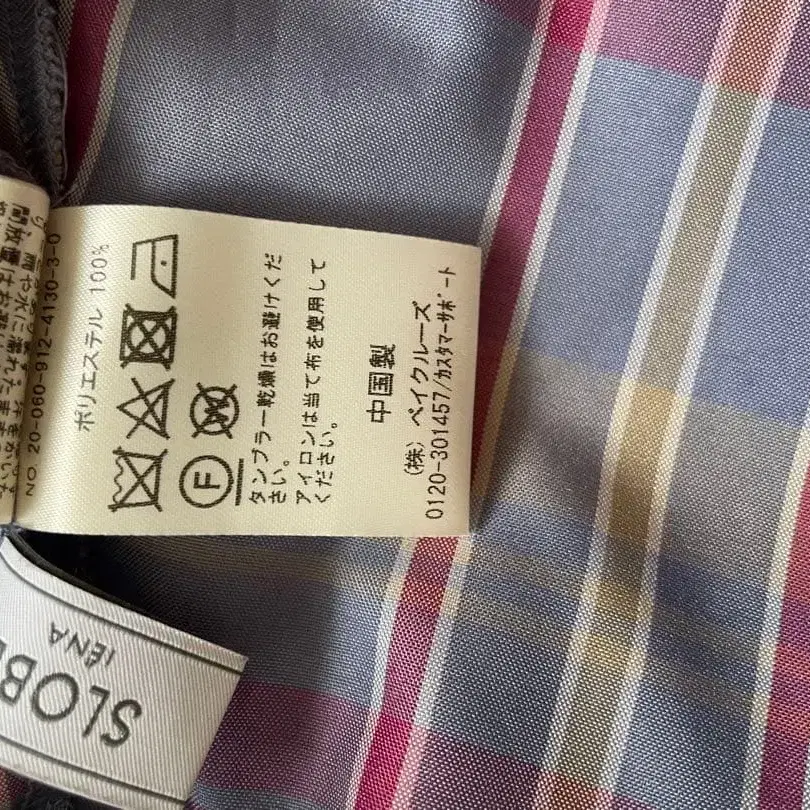 NO 20-060-912-4130-3-0
ポリエステル 100%
F
W
タンブラー乾燥はお避けくだ
さい。
アイロンは当て布を使用して
ください。
中国製
(株) ベイクルーズ
0120-301457/カスタマーサポート
SLOBE
IÉNA